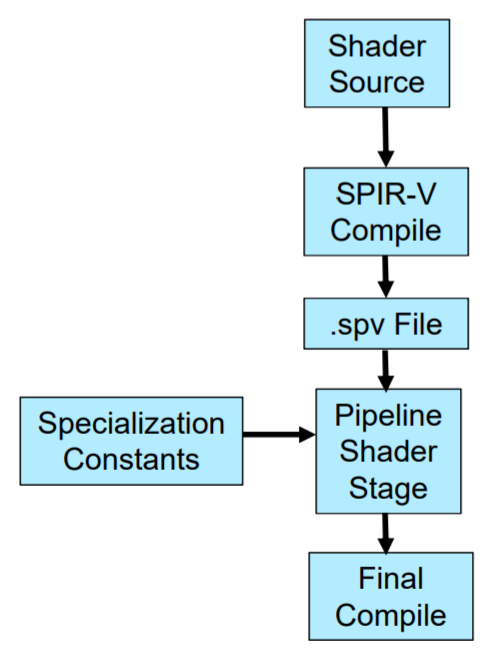 Shader
Source
SPIR-V
Compile
.spv File
Specialization
Constants
Pipeline
Shader
Stage
Final
Compile